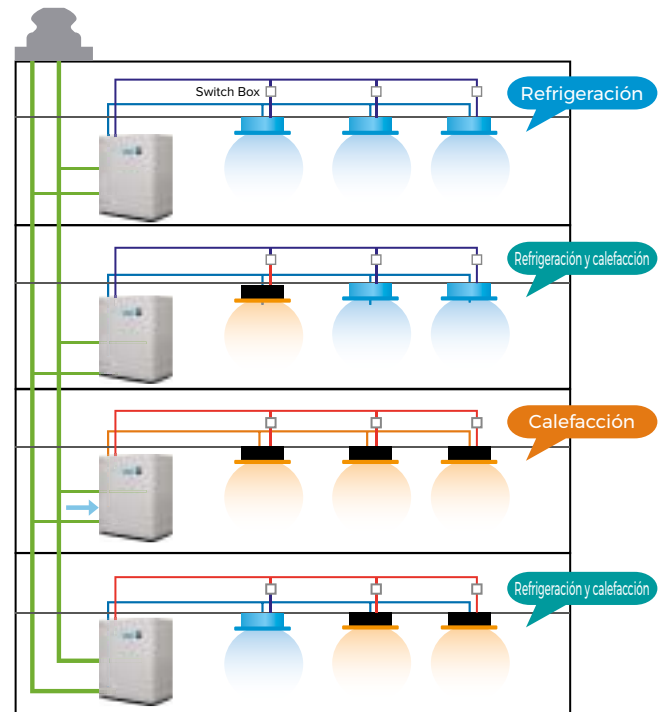 Switch Box
Refrigeración
Refrigeración y calefacción
Calefacción
Refrigeración y calefacción